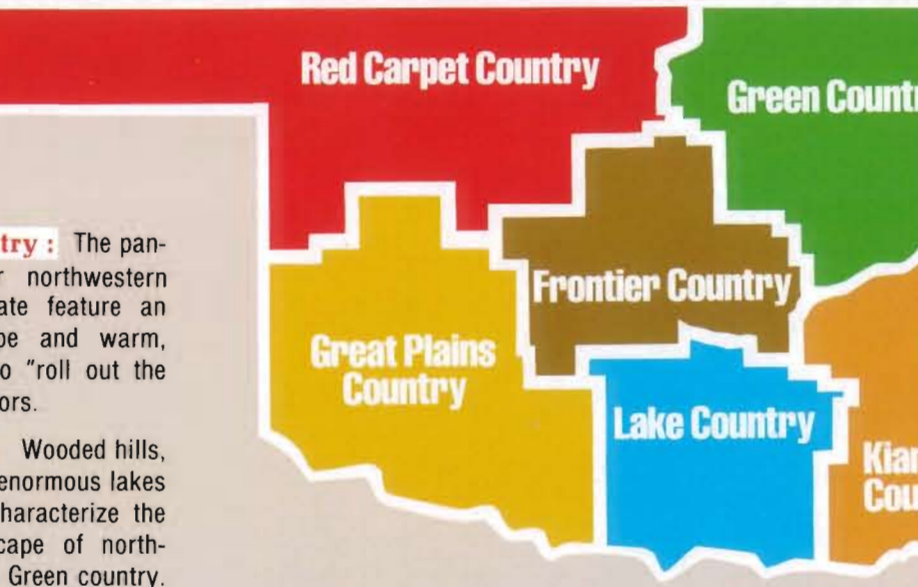 Red Carpet Country
Green Countr
Frontier Country
Great Plains
Country
Lake Country
Kiar
Cou
try : The pan-
r northwestern
ate feature an
pe and warm,
o "roll out the
ors.
Wooded hills,
enormous lakes
haracterize the
cape of north-
Green country.